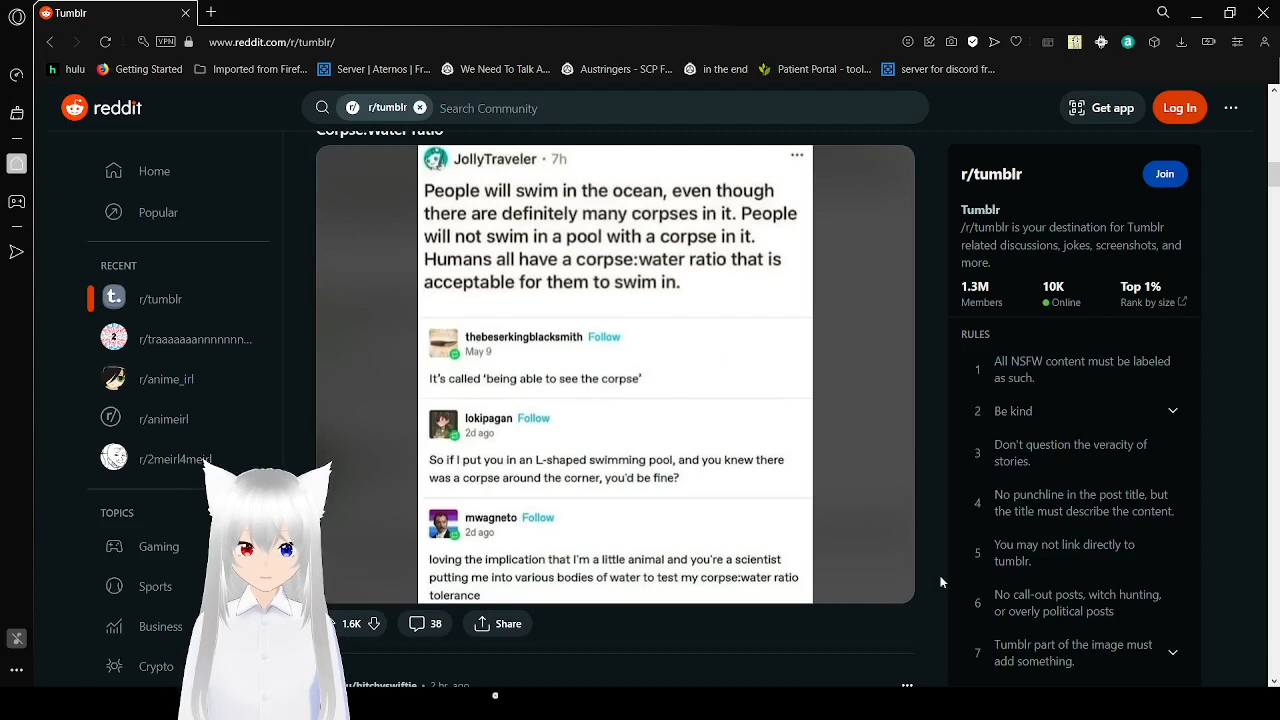 Tumblr
VPN
www.reddit.com/r/tumblr/
hulu
Getting Started
Imported from Firef...
Server | Aternos | Fr...
We Need To Talk A...
Austringers - SCP F...
in the end
Patient Portal - tool...
server for discord fr...
reddit
r/tumblr
Search Community
Get app
Log In
Home
Popular
RECENT
r/tumblr
r/traaaaaaannnnnnn...
r/anime_irl
r/animeirl
r/2meirl4meirl
TOPICS
Gaming
Sports
Business
Crypto
Corpse:Water ratio
JollyTraveler · 7h
People will swim in the ocean, even though
there are definitely many corpses in it. People
will not swim in a pool with a corpse in it.
Humans all have a corpse:water ratio that is
acceptable for them to swim in.
thebeserkingblacksmith Follow
May 9
It's called 'being able to see the corpse'
lokipagan Follow
2d ago
So if I put you in an L-shaped swimming pool, and you knew there
was a corpse around the corner, you'd be fine?
mwagneto Follow
2d ago
loving the implication that I'm a little animal and you're a scientist
putting me into various bodies of water to test my corpse:water ratio
tolerance
1.6K
38
Share
u/hitchyswiftie • 2 hr. ago
r/tumblr
Join
Tumblr
/r/tumblr is your destination for Tumblr
related discussions, jokes, screenshots, and
more.
1.3M
Members
10K
Online
Top 1%
Rank by size
RULES
1
All NSFW content must be labeled
as such.
2
Be kind
3
Don't question the veracity of
stories.
4
No punchline in the post title, but
the title must describe the content.
5
You may not link directly to
tumblr.
6
No call-out posts, witch hunting,
or overly political posts
7
Tumblr part of the image must
add something.